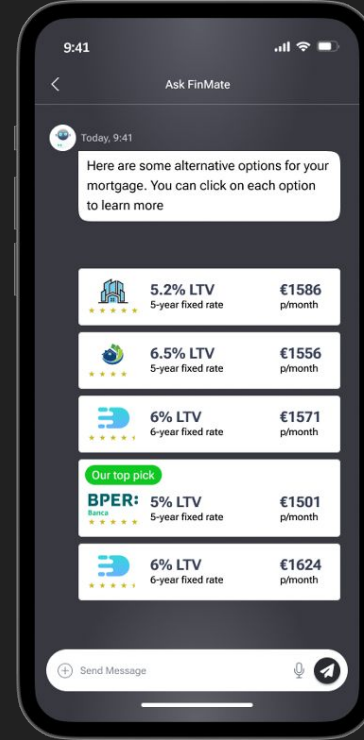 9:41
Ask FinMate
Today, 9:41
Here are some alternative options for your
mortgage. You can click on each option
to learn more
5.2% LTV €1586
5-year fixed rate p/month
6.5% LTV €1556
5-year fixed rate p/month
6% LTV €1571
6-year fixed rate p/month
Our top pick
BPER:
Banca
5% LTV €1501
5-year fixed rate p/month
6% LTV €1624
6-year fixed rate p/month
Send Message